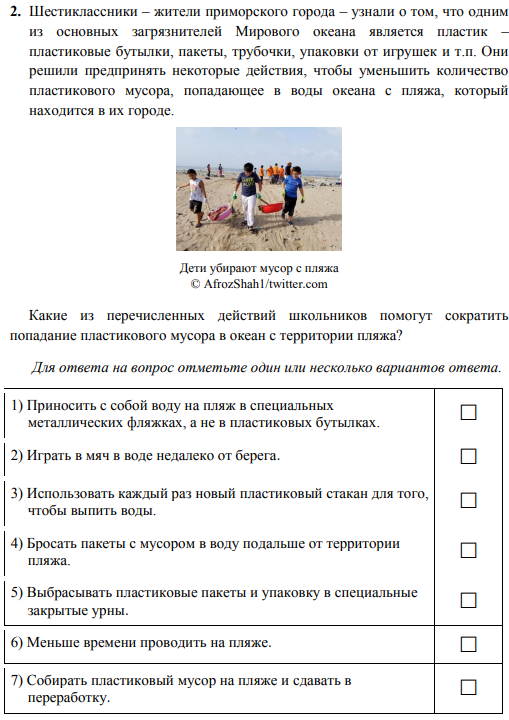 2. Шестиклассники – жители приморского города – узнали о том, что одним
из основных загрязнителей Мирового океана является пластик –
пластиковые бутылки, пакеты, трубочки, упаковки от игрушек и т.п. Они
решили предпринять некоторые действия, чтобы уменьшить количество
пластикового мусора, попадающее в воды океана с пляжа, который
находится в их городе.
Дети убирают мусор с пляжа
© AfrozShah1/twitter.com
Какие из перечисленных действий школьников помогут сократить
попадание пластикового мусора в океан с территории пляжа?
Для ответа на вопрос отметьте один или несколько вариантов ответа.
1) Приносить с собой воду на пляж в специальных
металлических фляжках, а не в пластиковых бутылках.
2) Играть в мяч в воде недалеко от берега.
3) Использовать каждый раз новый пластиковый стакан для того,
чтобы выпить воды.
4) Бросать пакеты с мусором в воду подальше от территории
пляжа.
5) Выбрасывать пластиковые пакеты и упаковку в специальные
закрытые урны.
6) Меньше времени проводить на пляже.
7) Собирать пластиковый мусор на пляже и сдавать в
переработку.